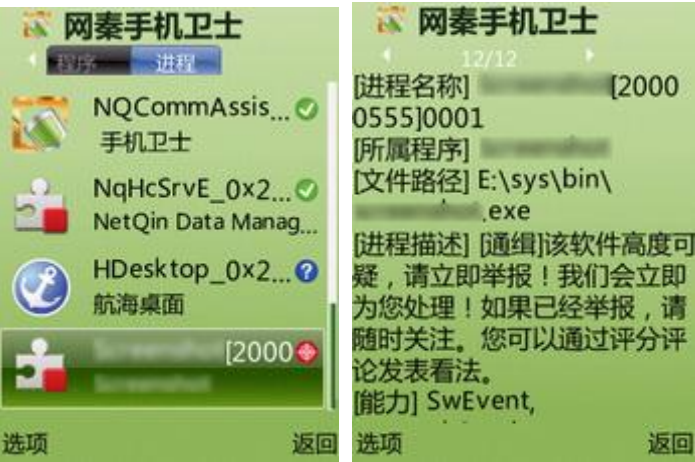 网秦手机卫士
程序 进程
NQCommAssis...
手机卫士
NqHcSrvE_0x2...
NetQin Data Manag...
HDesktop_0x2...
航海桌面
[2000
选项 返回
网秦手机卫士
12/12
[进程名称] [2000
0555]0001
[所属程序]
[文件路径] E:\sys\bin\
.exe
[进程描述] [通缉]该软件高度可
疑，请立即举报！我们会立即
为您处理！如果已经举报，请
随时关注。您可以通过评分评
论发表看法。
[能力] SwEvent,
选项 返回